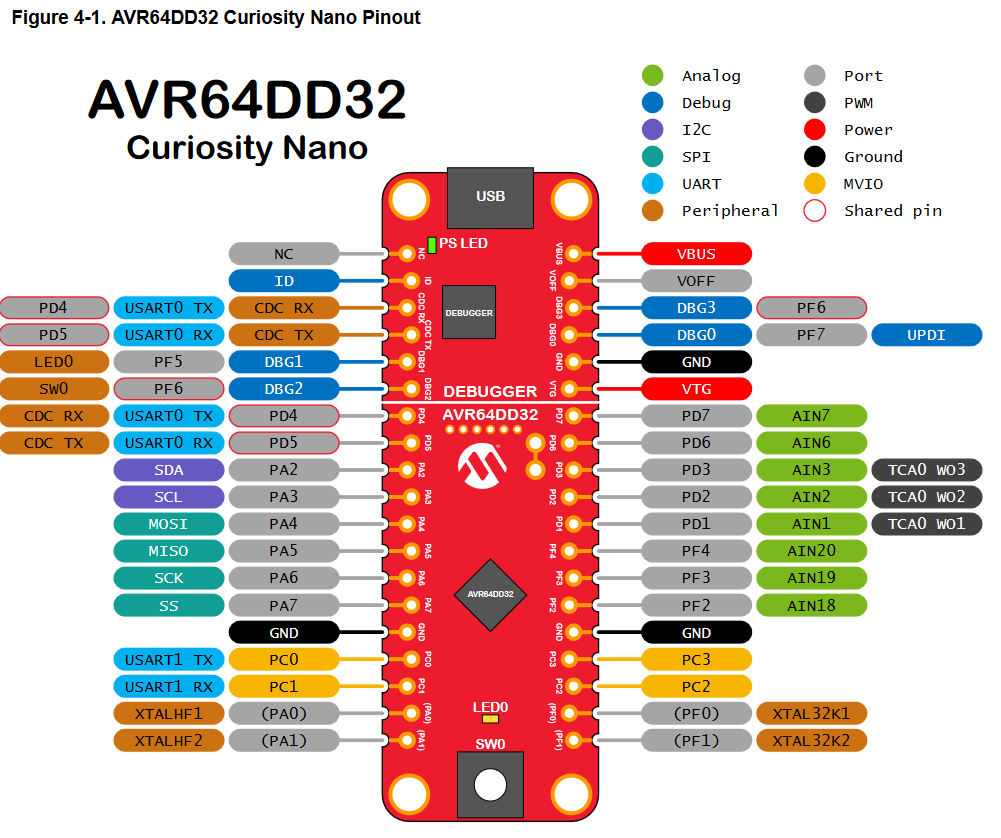 Figure 4-1. AVR64DD32 Curiosity Nano Pinout
AVR64DD32
Curiosity Nano
Analog Port
Debug PWM
I2C Power
SPI Ground
UART MVIO
Peripheral Shared pin
USB
PS LED
NC NC VBUS VBUS
ID ID VOFF VOFF
PD4 USART0 TX CDC RX CDC RX DEBUGGER DBG3 DBG3 PF6
PD5 USART0 RX CDC TX CDC TX DBG0 DBG0 PF7 UPDI
LED0 PF5 DBG1 DBG1 GND GND
SW0 PF6 DBG2 DBG2 DEBUGGER VTG VTG
CDC RX USART0 TX PD4 PD4 AVR64DD32 PD7 PD7 AIN7
CDC TX USART0 RX PD5 PD5 PD6 PD6 AIN6
SDA PA2 PA2 PD3 PD3 AIN3 TCA0 WO3
SCL PA3 PA3 PD2 PD2 AIN2 TCA0 WO2
MOSI PA4 PA4 PD1 PD1 AIN1 TCA0 WO1
MISO PA5 PA5 PF4 PF4 AIN20
SCK PA6 PA6 PF3 PF3 AIN19
SS PA7 PA7 AVR64DD32 PF2 PF2 AIN18
GND GND GND GND
USART1 TX PC0 PC0 PC3 PC3
USART1 RX PC1 PC1 PC2 PC2
XTALHF1 (PA0) (PA0) LED0 (PF0) (PF0) XTAL32K1
XTALHF2 (PA1) (PA1) SW0 (PF1) (PF1) XTAL32K2